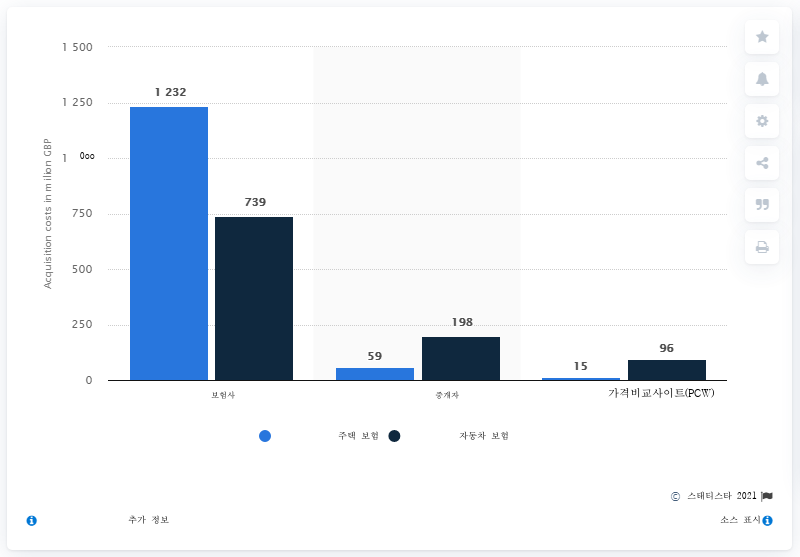 1 500
1 232
1 250
Acquisition costs in million GBP
1 000
739
750
500
250
198
59
96
15
0
보험사 중개자 가격비교사이트(PCW)
주택 보험 자동차 보험
© 스태티스타 2021
추가 정보 소스 표시